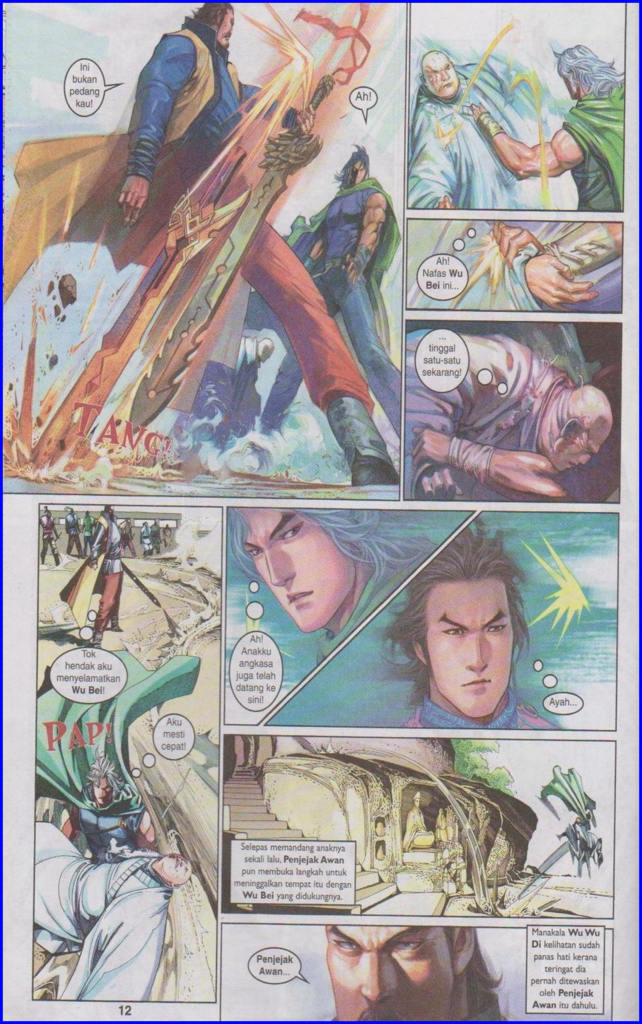 Ini
bukan
pedang
kau!
Ah!
TANG!
Ah!
Nafas Wu
Bei ini...
...
tinggal
satu-satu
sekarang!
Tok
hendak aku
menyelamatkan
Wu Bei!
PAP!
Aku
mesti
cepat!
Ah!
Anakku
angkasa
juga telah
datang ke
sini!
Ayah...
Selepas memandang anaknya
sekali lalu, Penjejak Awan
pun membuka langkah untuk
meninggalkan tempat itu dengan
Wu Bei yang didukungnya.
Penjejak
Awan...
Manakala Wu Wu
Di kelihatan sudah
panas hati kerana
teringat dia
pernah ditewaskan
oleh Penjejak
Awan itu dahulu.
12